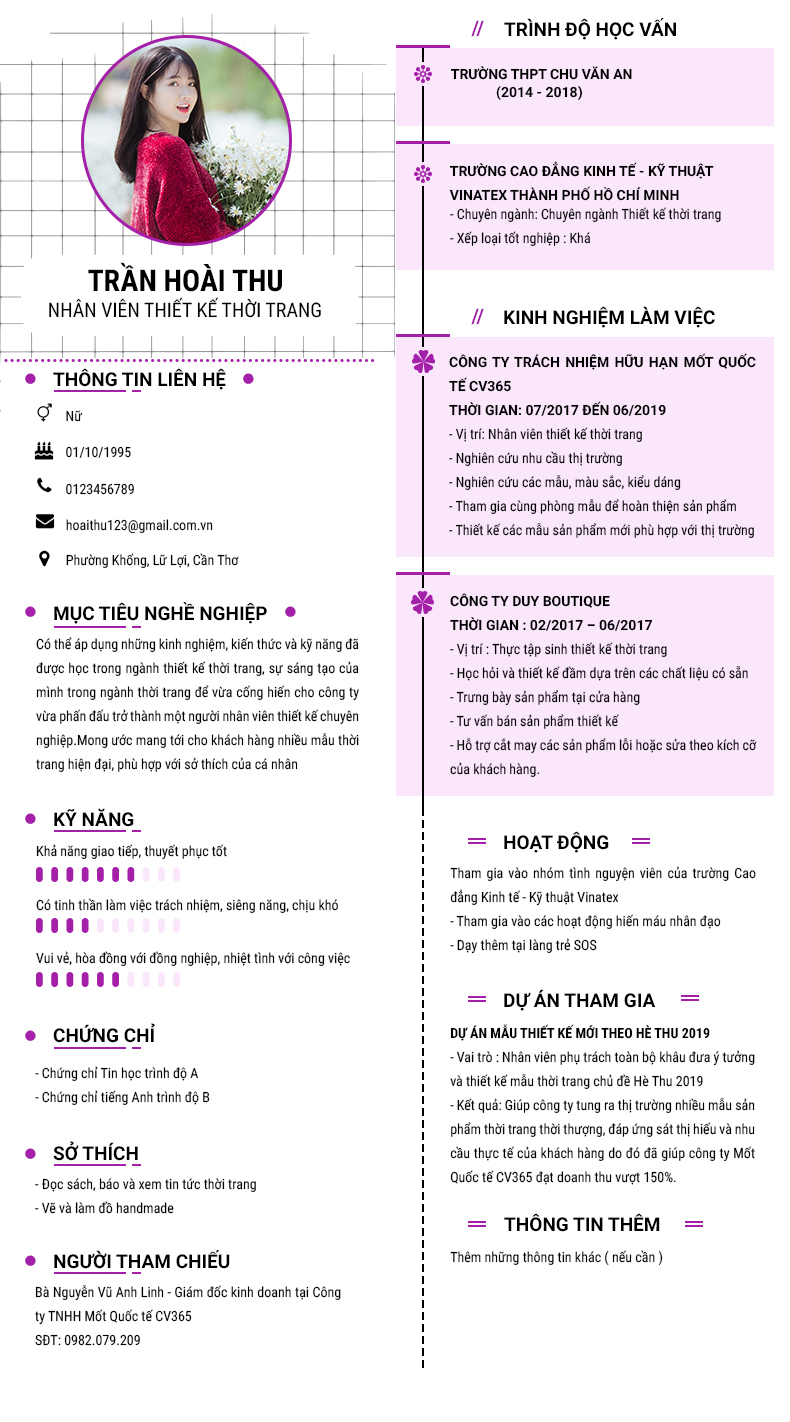 TRẦN HOÀI THU
NHÂN VIÊN THIẾT KẾ THỜI TRANG
THÔNG TIN LIÊN HỆ
Nữ
01/10/1995
0123456789
hoaithu123@gmail.com.vn
Phường Khống, Lữ Lợi, Cần Thơ
MỤC TIÊU NGHỀ NGHIỆP
Có thể áp dụng những kinh nghiệm, kiến thức và kỹ năng đã
được học trong ngành thiết kế thời trang, sự sáng tạo của
mình trong ngành thời trang để vừa cống hiến cho công ty
vừa phấn đấu trở thành một người nhân viên thiết kế chuyên
nghiệp.Mong ước mang tới cho khách hàng nhiều mẫu thời
trang hiện đại, phù hợp với sở thích của cá nhân
KỸ NĂNG
Khả năng giao tiếp, thuyết phục tốt
Có tinh thần làm việc trách nhiệm, siêng năng, chịu khó
Vui vẻ, hòa đồng với đồng nghiệp, nhiệt tình với công việc
CHỨNG CHỈ
- Chứng chỉ Tin học trình độ A
- Chứng chỉ tiếng Anh trình độ B
SỞ THÍCH
- Đọc sách, báo và xem tin tức thời trang
- Vẽ và làm đồ handmade
NGƯỜI THAM CHIẾU
Bà Nguyễn Vũ Anh Linh - Giám đốc kinh doanh tại Công
ty TNHH Mốt Quốc tế CV365
SĐT: 0982.079.209
// TRÌNH ĐỘ HỌC VẤN
TRƯỜNG THPT CHU VĂN AN
(2014 - 2018)
TRƯỜNG CAO ĐẲNG KINH TẾ - KỸ THUẬT
VINATEX THÀNH PHỐ HỒ CHÍ MINH
- Chuyên ngành: Chuyên ngành Thiết kế thời trang
- Xếp loại tốt nghiệp : Khá
// KINH NGHIỆM LÀM VIỆC
CÔNG TY TRÁCH NHIỆM HỮU HẠN MỐT QUỐC
TẾ CV365
THỜI GIAN: 07/2017 ĐẾN 06/2019
- Vị trí: Nhân viên thiết kế thời trang
- Nghiên cứu nhu cầu thị trường
- Nghiên cứu các mẫu, màu sắc, kiểu dáng
- Tham gia cùng phòng mẫu để hoàn thiện sản phẩm
- Thiết kế các mẫu sản phẩm mới phù hợp với thị trường
CÔNG TY DUY BOUTIQUE
THỜI GIAN : 02/2017 – 06/2017
- Vị trí : Thực tập sinh thiết kế thời trang
- Học hỏi và thiết kế đầm dựa trên các chất liệu có sẵn
- Trưng bày sản phẩm tại cửa hàng
- Tư vấn bán sản phẩm thiết kế
- Hỗ trợ cắt may các sản phẩm lỗi hoặc sửa theo kích cỡ
của khách hàng.
HOẠT ĐỘNG
Tham gia vào nhóm tình nguyện viên của trường Cao
đẳng Kinh tế - Kỹ thuật Vinatex
- Tham gia vào các hoạt động hiến máu nhân đạo
- Dạy thêm tại làng trẻ SOS
DỰ ÁN THAM GIA
DỰ ÁN MẪU THIẾT KẾ MỚI THEO HÈ THU 2019
- Vai trò : Nhân viên phụ trách toàn bộ khâu đưa ý tưởng
và thiết kế mẫu thời trang chủ đề Hè Thu 2019
- Kết quả: Giúp công ty tung ra thị trường nhiều mẫu sản
phẩm thời trang thời thượng, đáp ứng sát thị hiếu và nhu
cầu thực tế của khách hàng do đó đã giúp công ty Mốt
Quốc tế CV365 đạt doanh thu vượt 150%.
THÔNG TIN THÊM
Thêm những thông tin khác ( nếu cần )